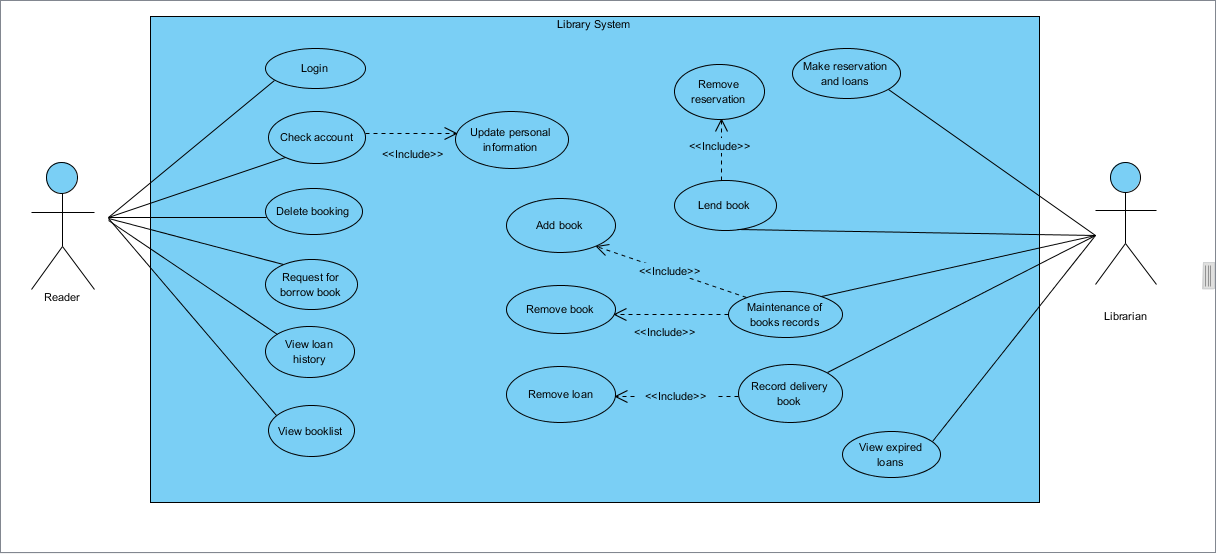 Library System
Login
Make reservation
and loans
Remove
reservation
Check account
Update personal
information
<<Include>>
<<Include>>
Delete booking
Lend book
Add book
Request for
borrow book
<<Include>>
Reader
Remove book
Maintenance of
books records
Librarian
<<Include>>
View loan
history
Remove loan
<<Include>>
Record delivery
book
View booklist
View expired
loans